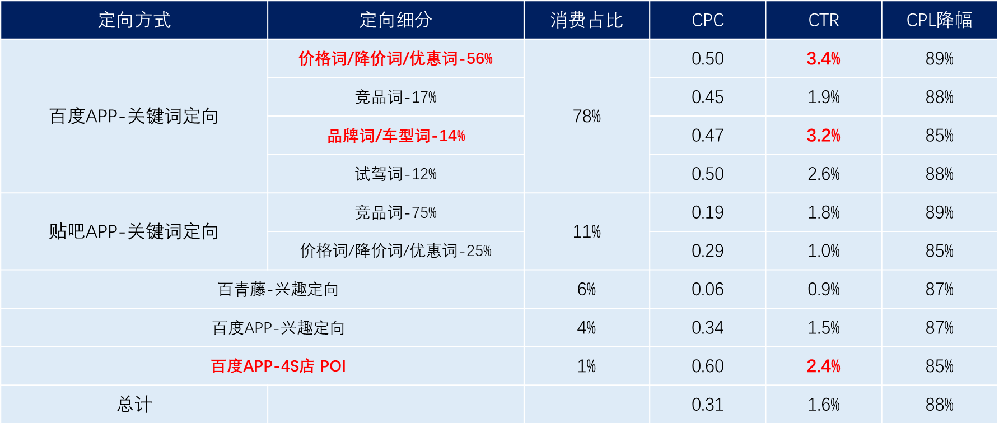 定向方式 定向细分 消费占比 CPC CTR CPL降幅
百度APP-关键词定向 价格词/降价词/优惠词-56% 78% 0.50 3.4% 89%
竞品词-17% 0.45 1.9% 88%
品牌词/车型词-14% 0.47 3.2% 85%
试驾词-12% 0.50 2.6% 88%
贴吧APP-关键词定向 竞品词-75% 11% 0.19 1.8% 89%
价格词/降价词/优惠词-25% 0.29 1.0% 85%
百青藤-兴趣定向 6% 0.06 0.9% 87%
百度APP-兴趣定向 4% 0.34 1.5% 87%
百度APP-4S店 POI 1% 0.60 2.4% 85%
总计 0.31 1.6% 88%